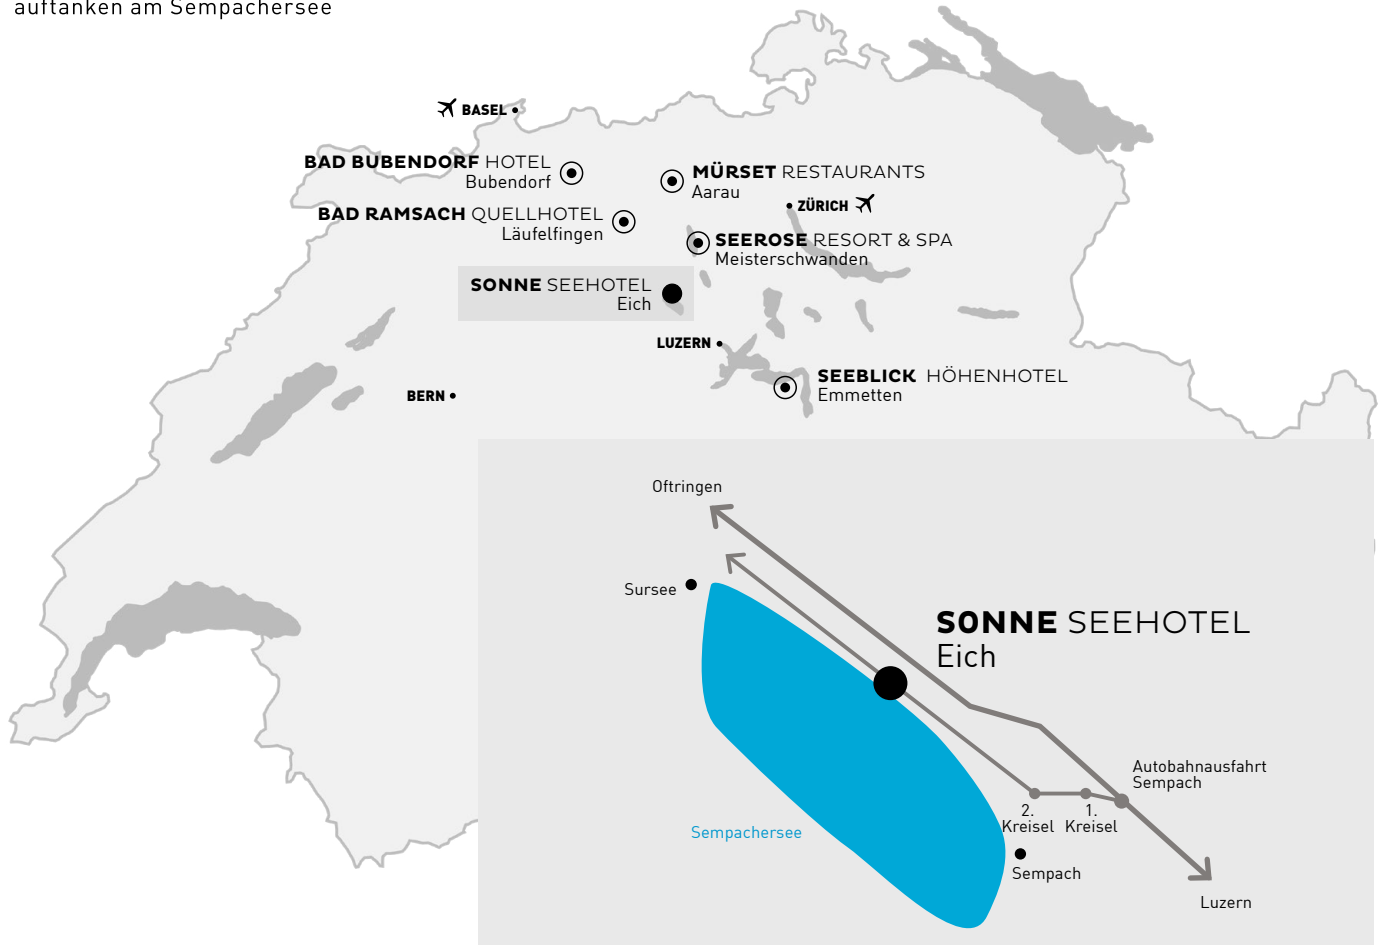 auftanken am Sempachersee
BASEL
BAD BUBENDORF HOTEL
Bubendorf
MÜRSET RESTAURANTS
Aarau
ZÜRICH
BAD RAMSACH QUELLHOTEL
Läufelfingen
SEEROSE RESORT & SPA
Meisterschwanden
SONNE SEEHOTEL
Eich
LUZERN
SEEBLICK HÖHENHOTEL
Emmetten
BERN
Oftringen
Sursee
SONNE SEEHOTEL
Eich
Autobahnausfahrt
Sempach
2.
Kreisel
1.
Kreisel
Sempachersee
Sempach
Luzern